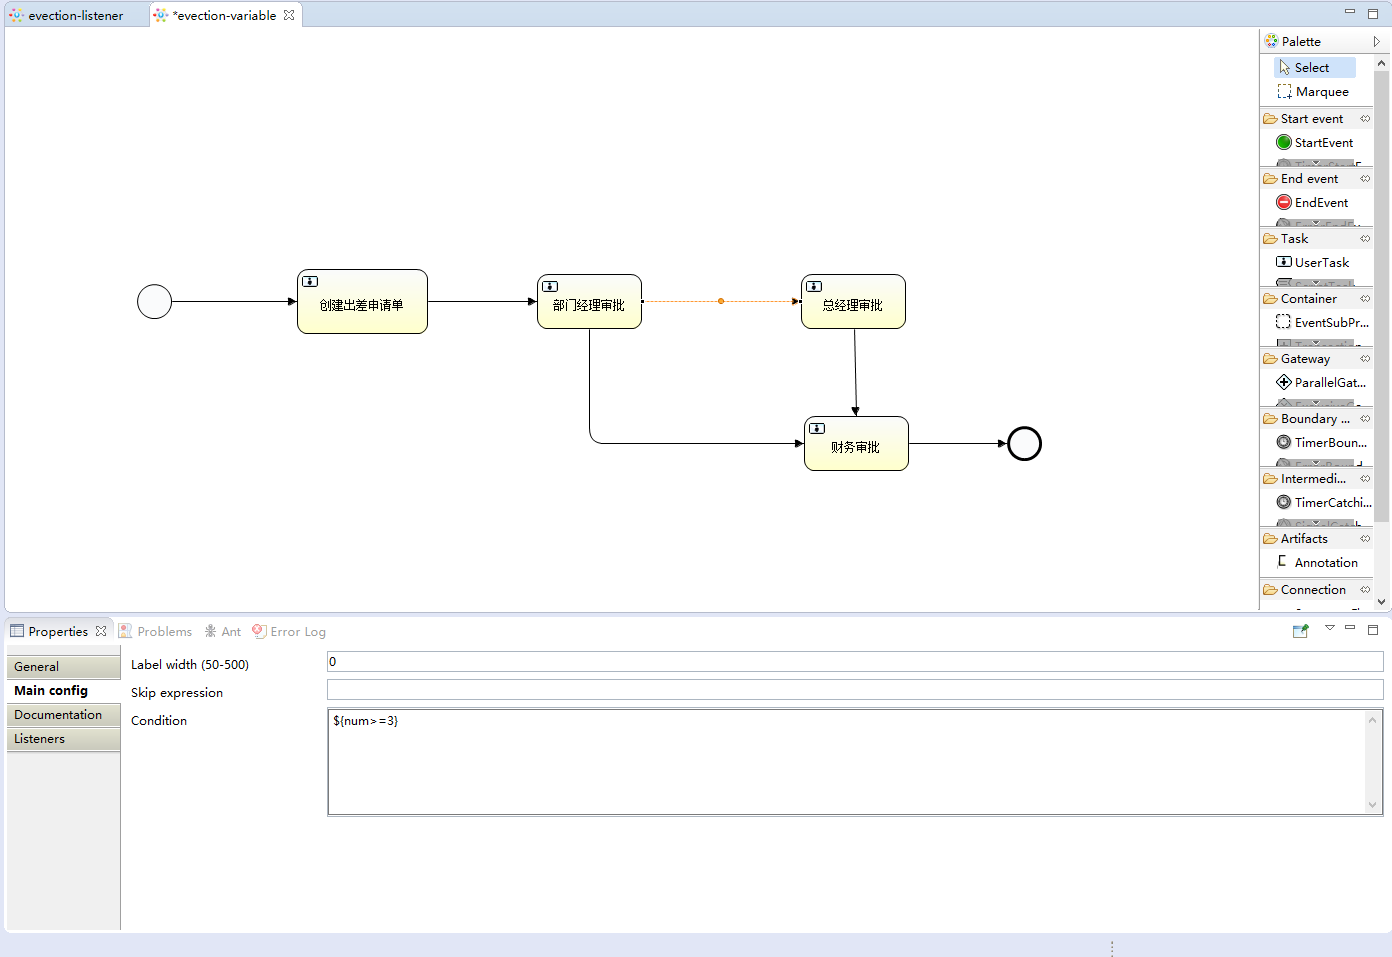 evection-listener
*evection-variable
Palette
Select
Marquee
Start event
StartEvent
End event
EndEvent
Task
UserTask
Container
EventSubPr...
Gateway
ParallelGat...
Boundary ...
TimerBoun...
Intermedi...
TimerCatchi...
Artifacts
Annotation
Connection
创建出差申请单
部门经理审批
总经理审批
财务审批
Properties
Problems
Ant
Error Log
General
Main config
Documentation
Listeners
Label width (50-500)
0
Skip expression
Condition
${num>=3}